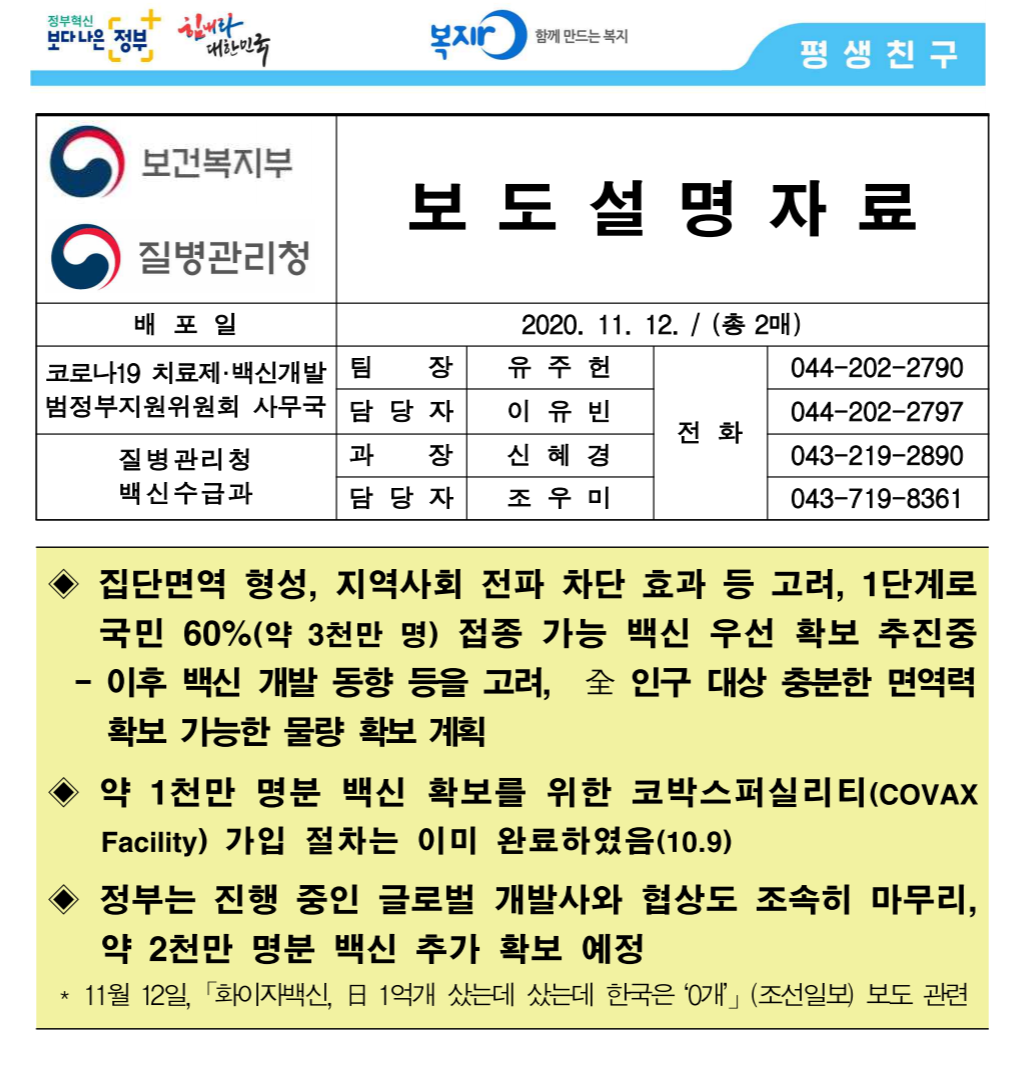 정부혁신
보다나은 정부
힘내라
대한민국
복지ir
함께 만드는 복지
평생친구
보건복지부
질병관리청
보도설명자료
배 포 일
2020. 11. 12. / (총 2매)
코로나19 치료제·백신개발
범정부지원위원회 사무국
팀 장
유 주 헌
전 화
044-202-2790
담 당 자
이 유 빈
044-202-2797
질병관리청
백신수급과
과 장
신 혜 경
043-219-2890
담 당 자
조 우 미
043-719-8361
◈ 집단면역 형성, 지역사회 전파 차단 효과 등 고려, 1단계로
국민 60%(약 3천만 명) 접종 가능 백신 우선 확보 추진중
- 이후 백신 개발 동향 등을 고려, 全 인구 대상 충분한 면역력
확보 가능한 물량 확보 계획
◈ 약 1천만 명분 백신 확보를 위한 코박스퍼실리티(COVAX
Facility) 가입 절차는 이미 완료하였음(10.9)
◈ 정부는 진행 중인 글로벌 개발사와 협상도 조속히 마무리,
약 2천만 명분 백신 추가 확보 예정
* 11월 12일, 「화이자백신, 日 1억개 샀는데 샀는데 한국은 ‘0개’」(조선일보) 보도 관련